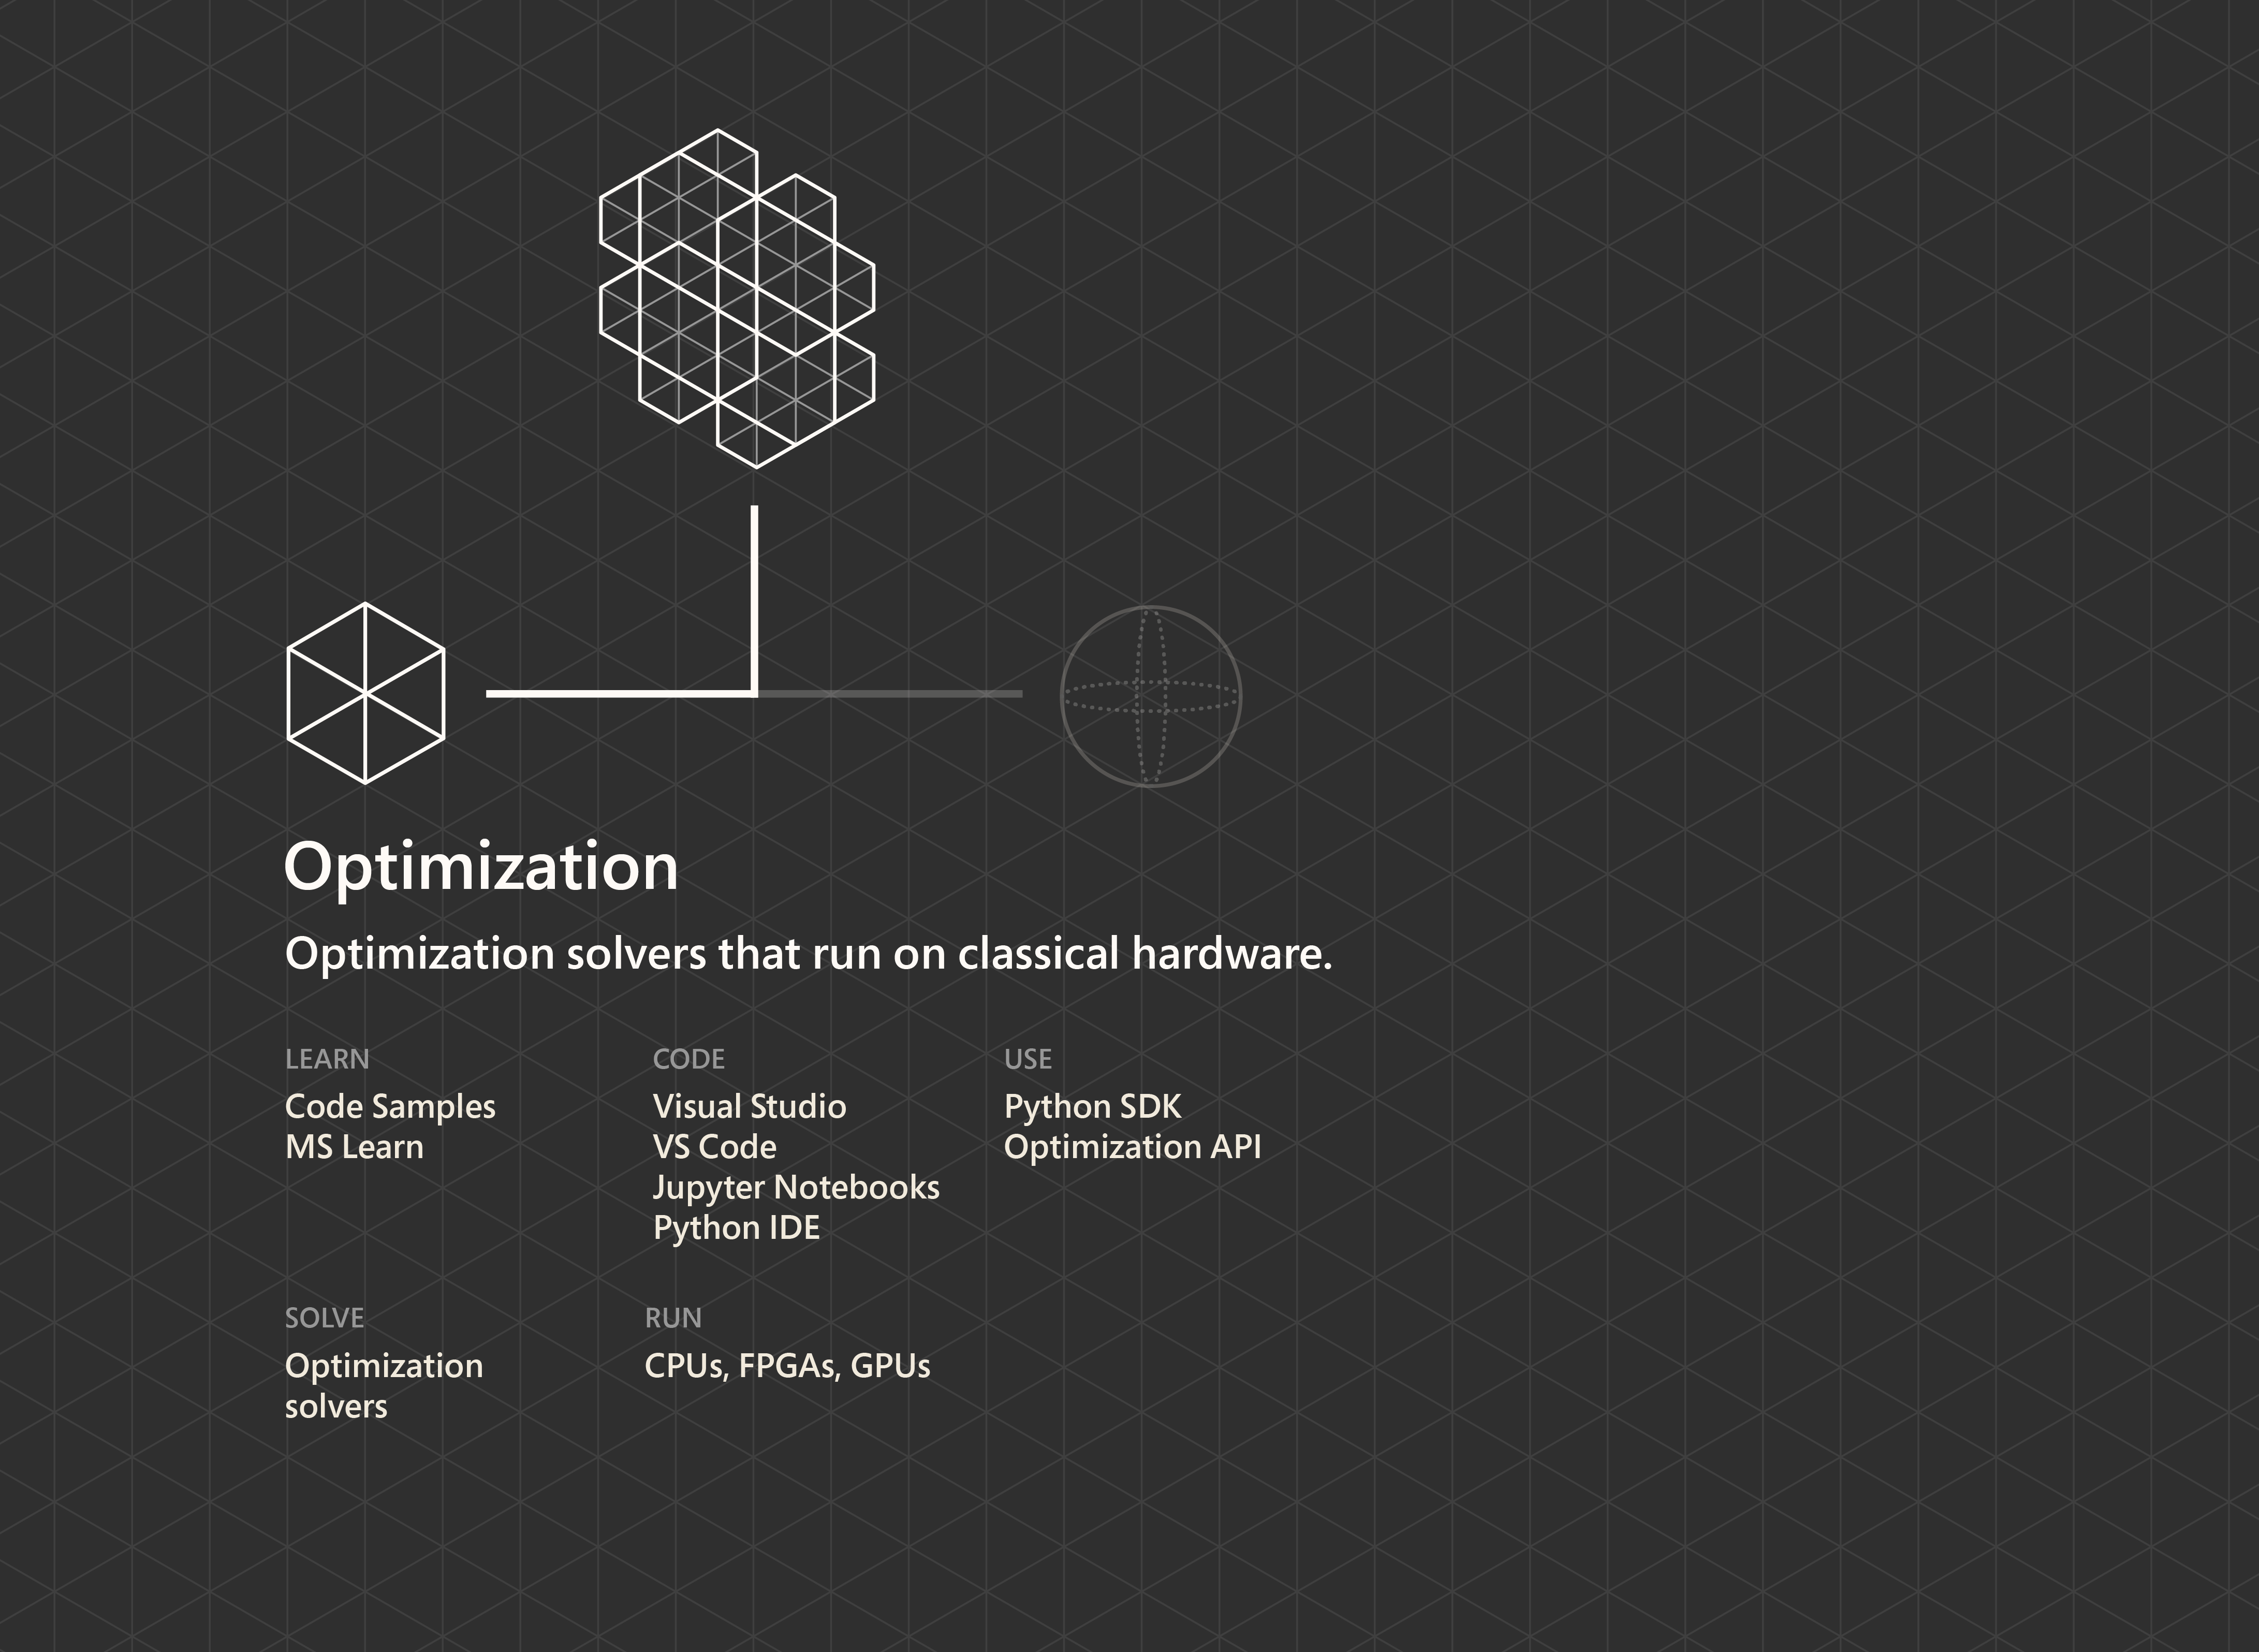 Optimization
Optimization solvers that run on classical hardware.
LEARN
Code Samples
MS Learn
CODE
Visual Studio
VS Code
Jupyter Notebooks
Python IDE
USE
Python SDK
Optimization API
SOLVE
Optimization
solvers
RUN
CPUs, FPGAs, GPUs